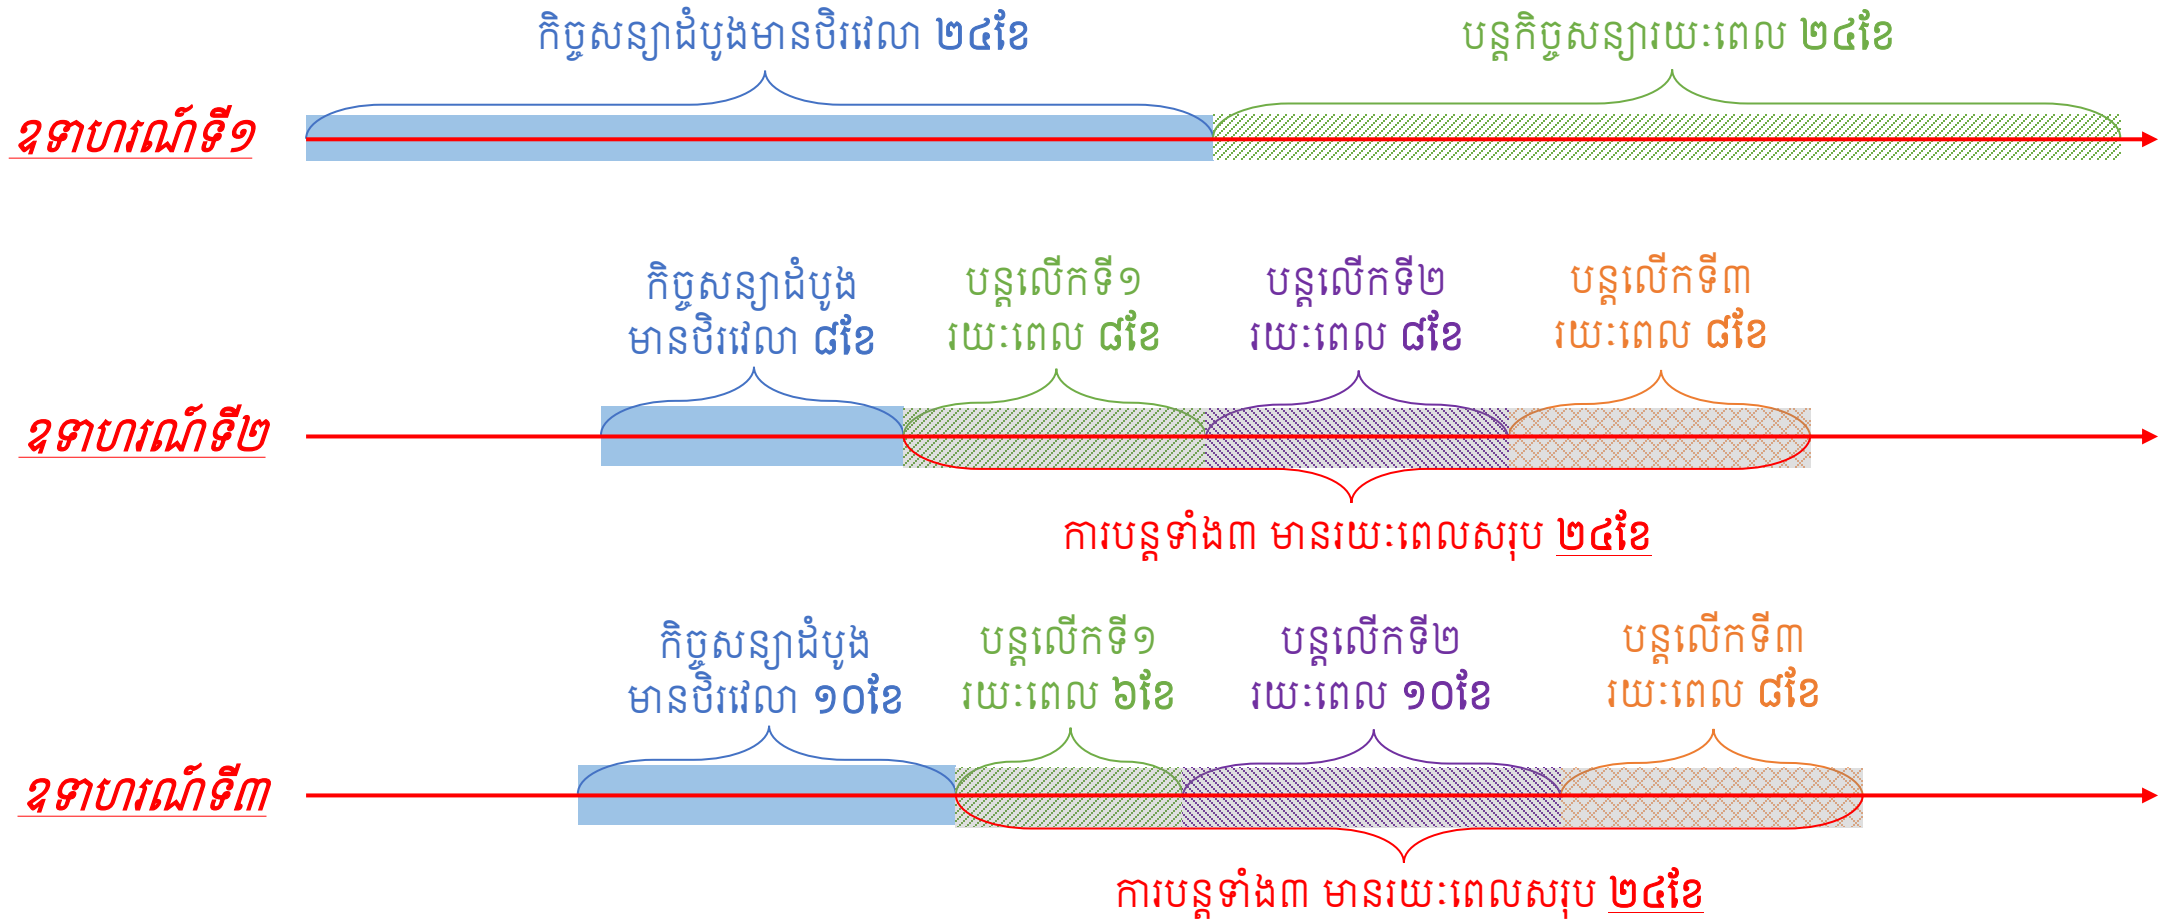 កិច្ចសន្យាដំបូងមានថិរវេលា ២៤ខែ
បន្តកិច្ចសន្យារយៈពេល ២៤ខែ
ឧទាហរណ៍ទី១
កិច្ចសន្យាដំបូង
មានថិរវេលា ៨ខែ
បន្តលើកទី១
រយៈពេល ៨ខែ
បន្តលើកទី២
រយៈពេល ៨ខែ
បន្តលើកទី៣
រយៈពេល ៨ខែ
ឧទាហរណ៍ទី២
ការបន្តទាំង៣ មានរយៈពេលសរុប ២៤ខែ
កិច្ចសន្យាដំបូង
មានថិរវេលា ១០ខែ
បន្តលើកទី១
រយៈពេល ៦ខែ
បន្តលើកទី២
រយៈពេល ១០ខែ
បន្តលើកទី៣
រយៈពេល ៨ខែ
ឧទាហរណ៍ទី៣
ការបន្តទាំង៣ មានរយៈពេលសរុប ២៤ខែ